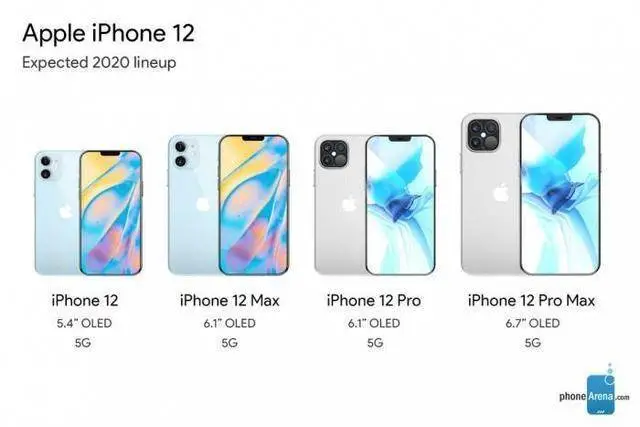 Apple iPhone 12
Expected 2020 lineup
iPhone 12
5.4” OLED
5G
iPhone 12 Max
6.1” OLED
5G
iPhone 12 Pro
6.1” OLED
5G
iPhone 12 Pro Max
6.7” OLED
5G
phoneArena.com